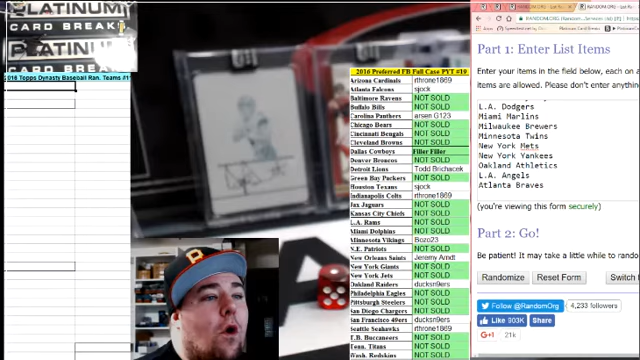 PLATINUM
CARD BREAK
PLATINUM
CARD BREAK
2016 Topps Dynasty Baseball Ran. Teams #1
2016 Preferred FB Full Case PYT #19
Arizona Cardinals rthrone1869
Atlanta Falcons sjock
Baltimore Ravens NOT SOLD
Buffalo Bills NOT SOLD
Carolina Panthers arsen G123
Chicago Bears NOT SOLD
Cincinnati Bengals NOT SOLD
Cleveland Browns NOT SOLD
Dallas Cowboys Filler Filler
Denver Broncos NOT SOLD
Detroit Lions Todd Brichacek
Green Bay Packers NOT SOLD
Houston Texans sjock
Indianapolis Colts rthrone1869
Jax Jaguars NOT SOLD
Kansas City Chiefs NOT SOLD
L.A. Rams NOT SOLD
Miami Dolphins NOT SOLD
Minnesota Vikings Bozo23
N.E. Patriots NOT SOLD
New Orleans Saints Jeremy Arndt
New York Giants NOT SOLD
New York Jets NOT SOLD
Oakland Raiders ducksn9ers
Philadelphia Eagles NOT SOLD
Pittsburgh Steelers NOT SOLD
San Diego Chargers NOT SOLD
San Francisco 49ers ducksn9ers
Seattle Seahawks rthrone1869
T.B. Buccaneers NOT SOLD
Tenn. Titans NOT SOLD
Wash. Redskins NOT SOLD
P
Part 1: Enter List Items
Enter your items in the field below, each on a
items are allowed. Please don't enter anything
L.A. Dodgers
Miami Marlins
Milwaukee Brewers
Minnesota Twins
New York Mets
New York Yankees
Oakland Athletics
L.A. Angels
Atlanta Braves
(you're viewing this form securely)
Part 2: Go!
Be patient! It may take a little while to rando
Randomize Reset Form Switch
Follow @RandomOrg 4,233 followers
Like 903K Share
21k